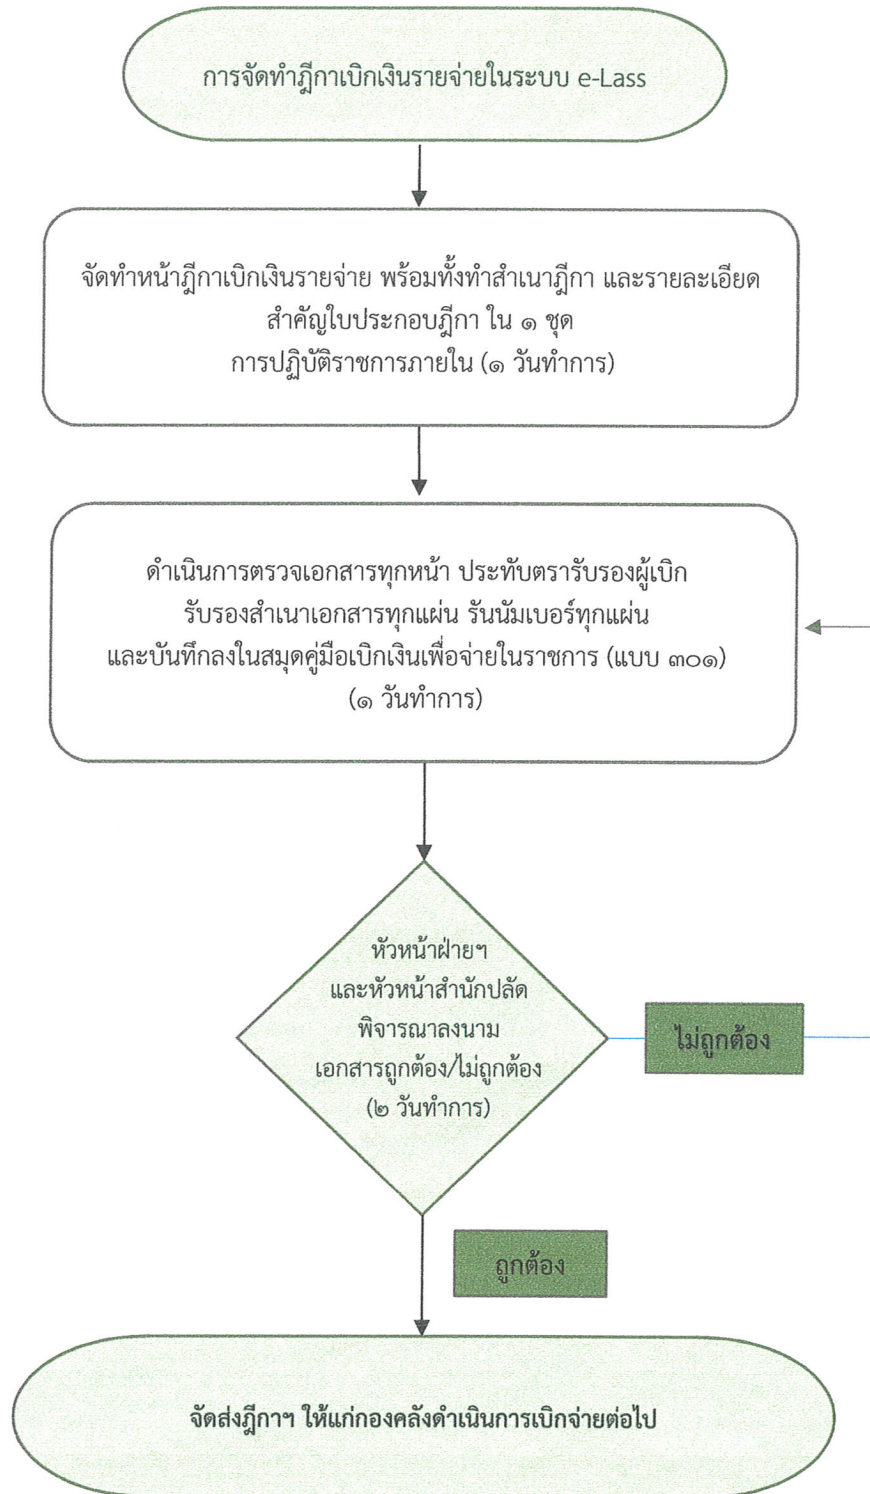 การจัดทำฎีกาเบิกเงินรายจ่ายในระบบ e-Lass
จัดทำหน้าฎีกาเบิกเงินรายจ่าย พร้อมทั้งทำสำเนาฎีกา และรายละเอียด
สำคัญใบประกอบฎีกา ใน ๑ ชุด
การปฏิบัติราชการภายใน (๑ วันทำการ)
ดำเนินการตรวจเอกสารทุกหน้า ประทับตรารับรองผู้เบิก
รับรองสำเนาเอกสารทุกแผ่น รันนัมเบอร์ทุกแผ่น
และบันทึกลงในสมุดคู่มือเบิกเงินเพื่อจ่ายในราชการ (แบบ ๓๐๑)
(๑ วันทำการ)
หัวหน้าฝ่ายฯ
และหัวหน้าสำนักปลัด
พิจารณาลงนาม
เอกสารถูกต้อง/ไม่ถูกต้อง
(๒ วันทำการ)
ไม่ถูกต้อง
ถูกต้อง
จัดส่งฎีกาฯ ให้แก่กองคลังดำเนินการเบิกจ่ายต่อไป